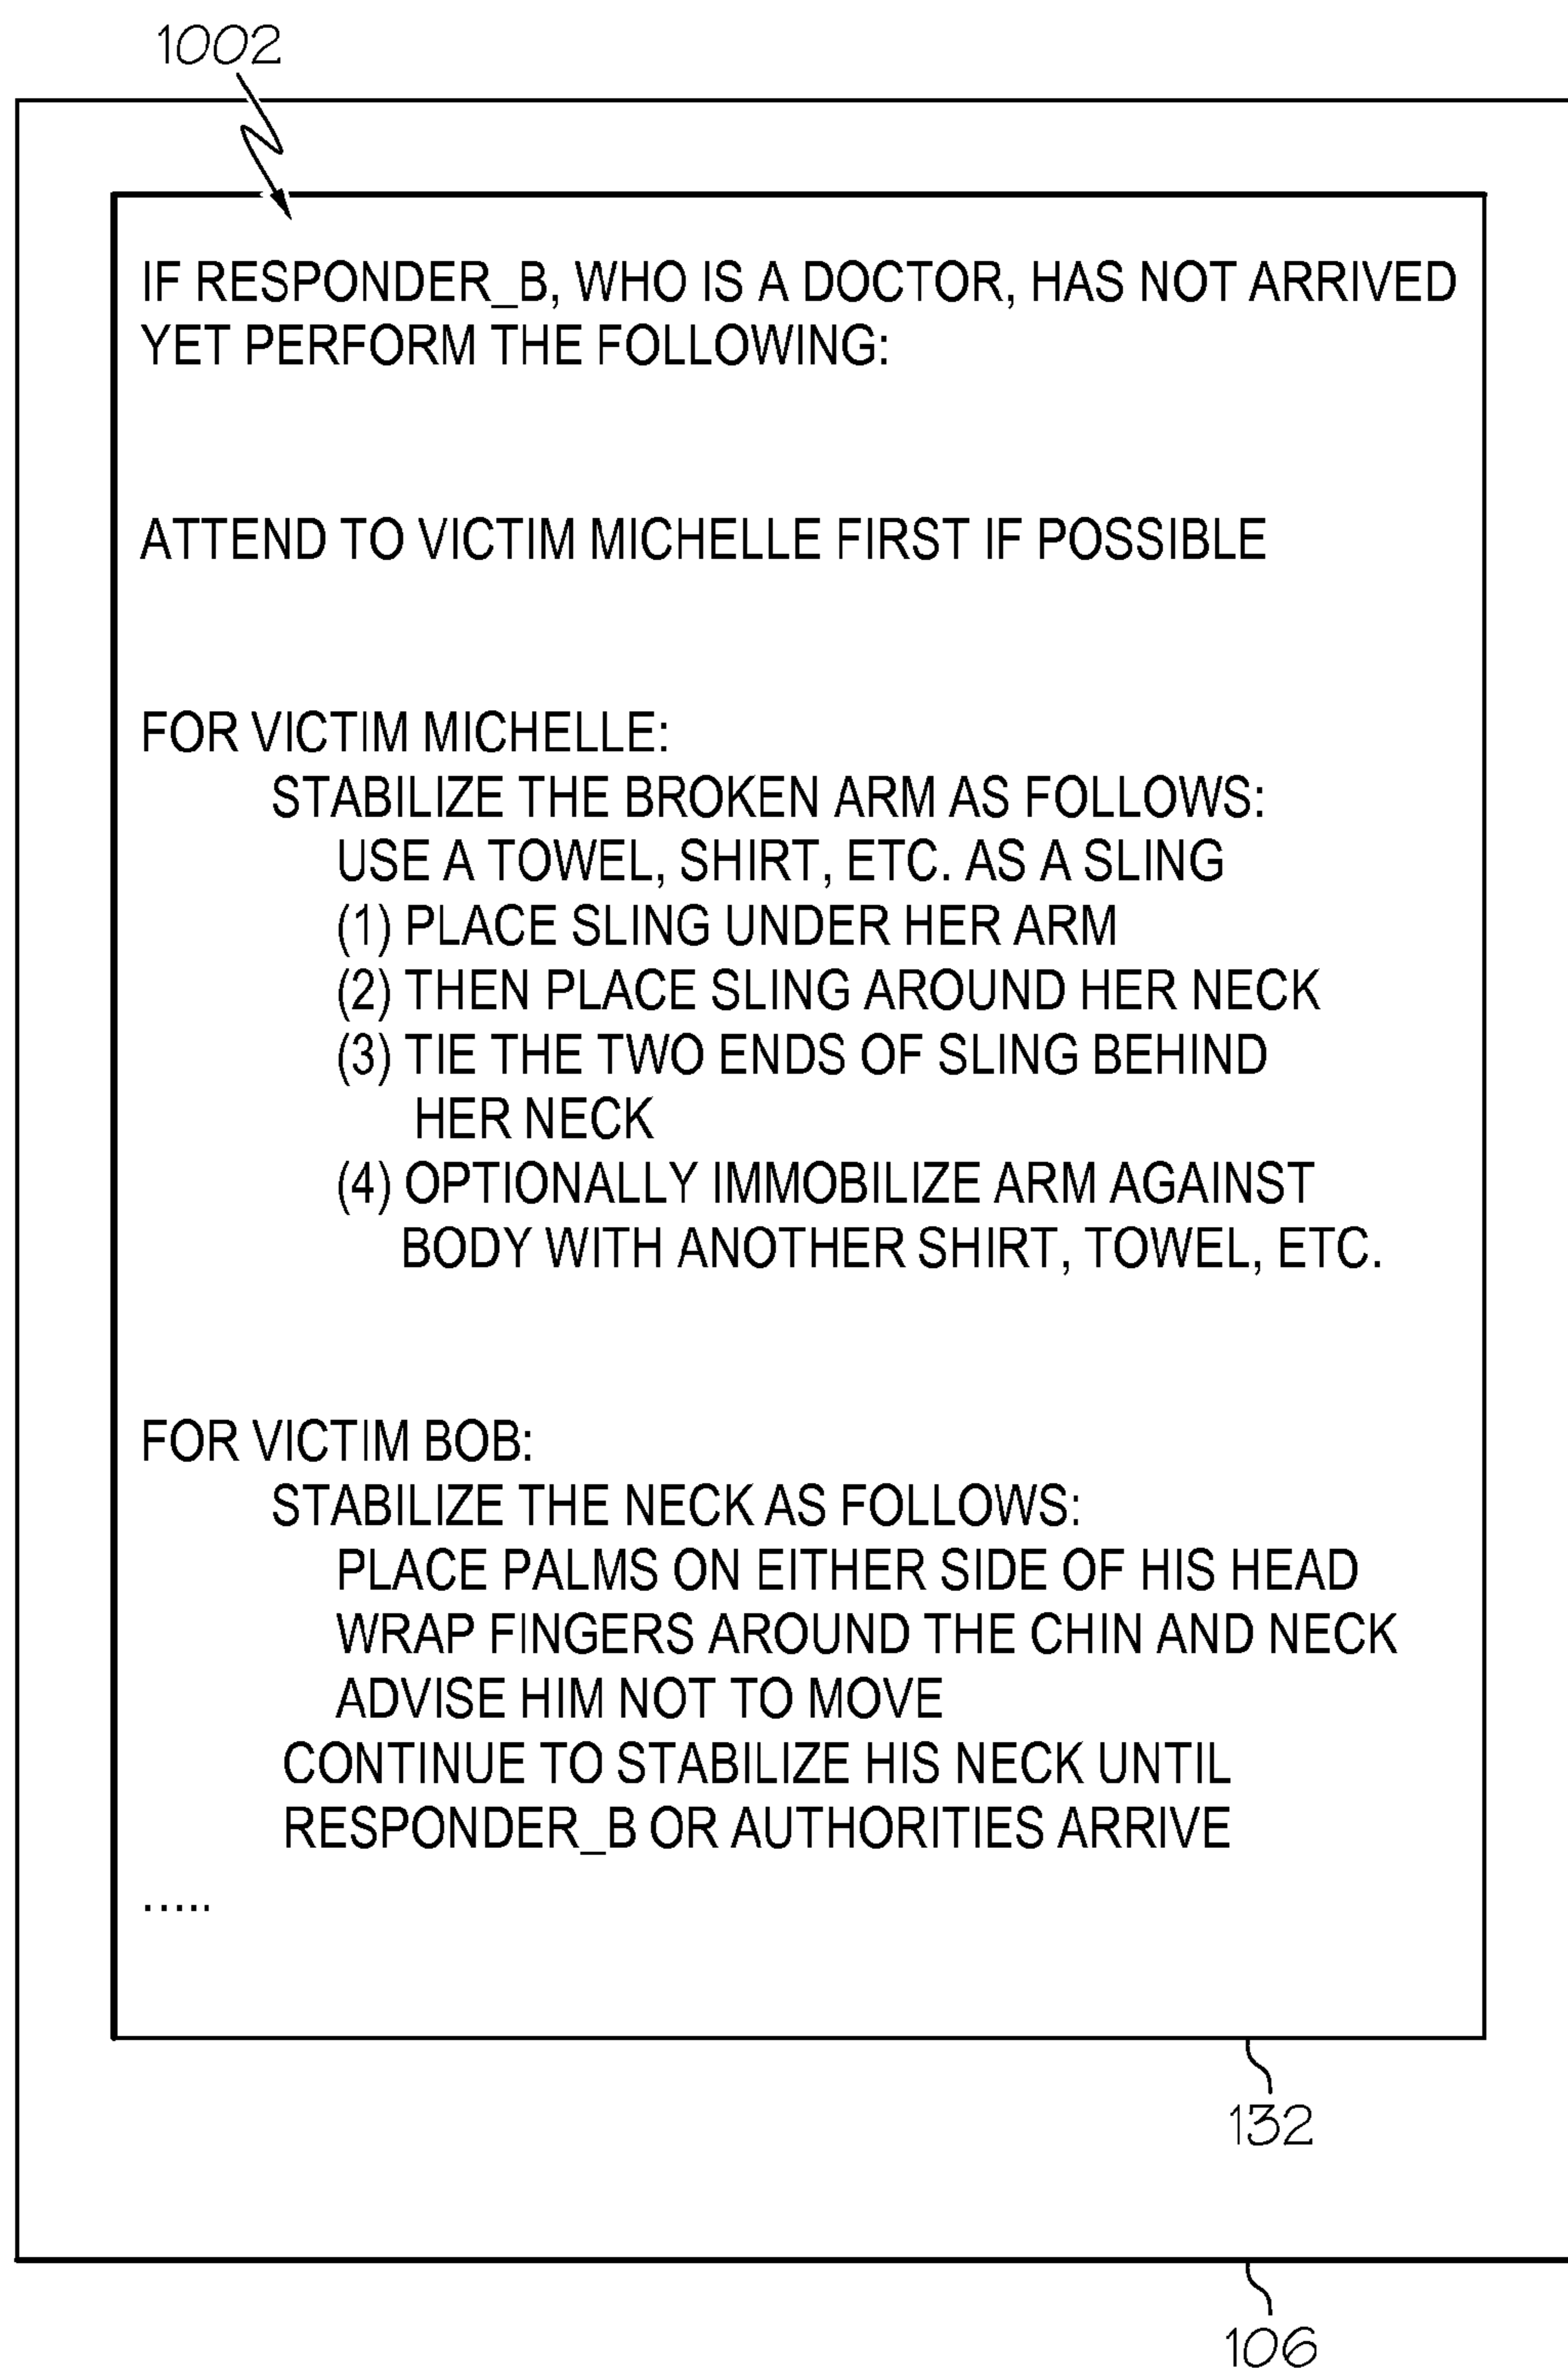 1002
IF RESPONDER_B, WHO IS A DOCTOR, HAS NOT ARRIVED
YET PERFORM THE FOLLOWING:
ATTEND TO VICTIM MICHELLE FIRST IF POSSIBLE
FOR VICTIM MICHELLE:
STABILIZE THE BROKEN ARM AS FOLLOWS:
USE A TOWEL, SHIRT, ETC. AS A SLING
(1) PLACE SLING UNDER HER ARM
(2) THEN PLACE SLING AROUND HER NECK
(3) TIE THE TWO ENDS OF SLING BEHIND
HER NECK
(4) OPTIONALLY IMMOBILIZE ARM AGAINST
BODY WITH ANOTHER SHIRT, TOWEL, ETC.
FOR VICTIM BOB:
STABILIZE THE NECK AS FOLLOWS:
PLACE PALMS ON EITHER SIDE OF HIS HEAD
WRAP FINGERS AROUND THE CHIN AND NECK
ADVISE HIM NOT TO MOVE
CONTINUE TO STABILIZE HIS NECK UNTIL
RESPONDER_B OR AUTHORITIES ARRIVE
.....
132
106